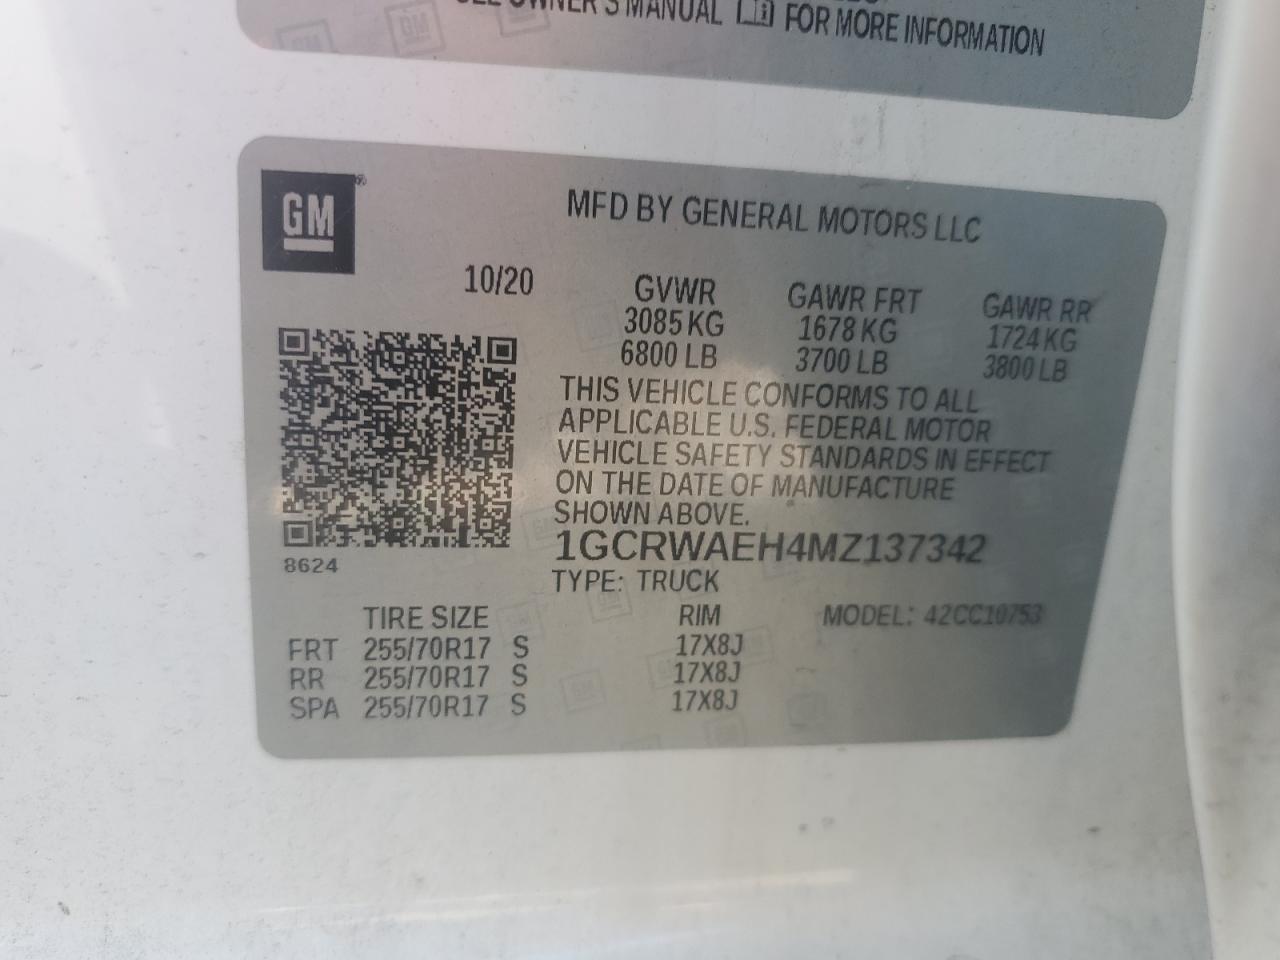 OWNER'S MANUAL FOR MORE INFORMATION
GM
MFD BY GENERAL MOTORS LLC
10/20
GVWR GAWR FRT GAWR RR
3085 KG 1678 KG 1724 KG
6800 LB 3700 LB 3800 LB
THIS VEHICLE CONFORMS TO ALL
APPLICABLE U.S. FEDERAL MOTOR
VEHICLE SAFETY STANDARDS IN EFFECT
ON THE DATE OF MANUFACTURE
SHOWN ABOVE.
1GCRWAEH4MZ137342
8624
TYPE: TRUCK
TIRE SIZE RIM MODEL: 42CC10753
FRT 255/70R17 S 17X8J
RR 255/70R17 S 17X8J
SPA 255/70R17 S 17X8J